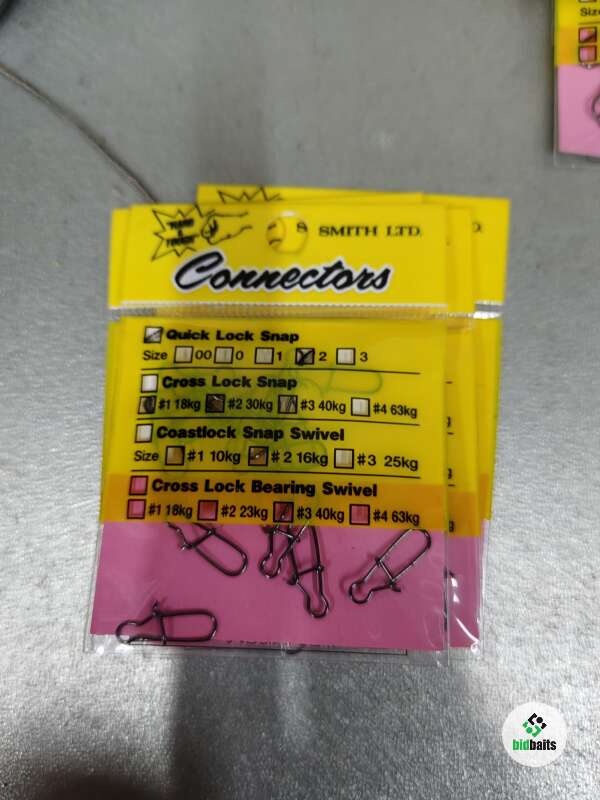 SMITH LTD.
Connectors
Quick Lock Snap
Size 00 0 1 2 3
Cross Lock Snap
#1 18kg #2 30kg #3 40kg #4 63kg
Coastlock Snap Swivel
Size #1 10kg #2 16kg #3 25kg
Cross Lock Bearing Swivel
#1 18kg #2 23kg #3 40kg #4 63kg
Size
bidbaits